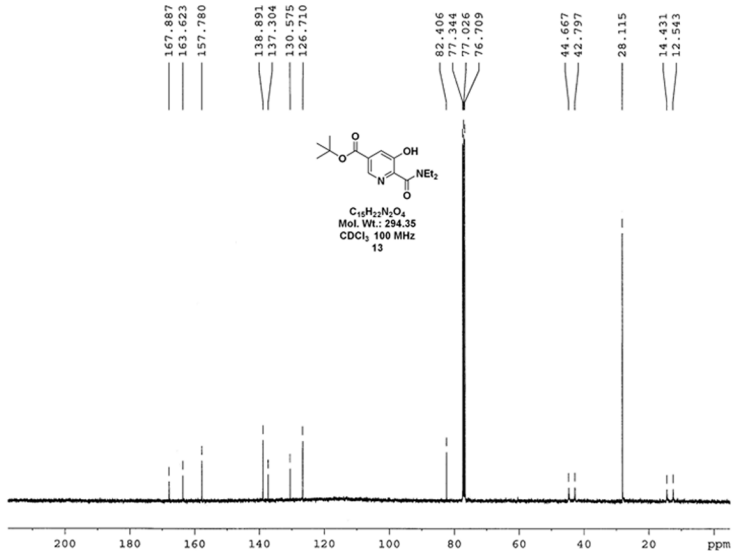 167.887
163.623
157.780
138.891
137.304
130.575
126.710
82.406
77.344
77.026
76.709
44.667
42.797
28.115
14.431
12.543
O
O
OH
N
NEt2
O
C15H22N2O4
Mol. Wt.: 294.35
CDCl3 100 MHz
13
200 180 160 140 120 100 80 60 40 20 ppm